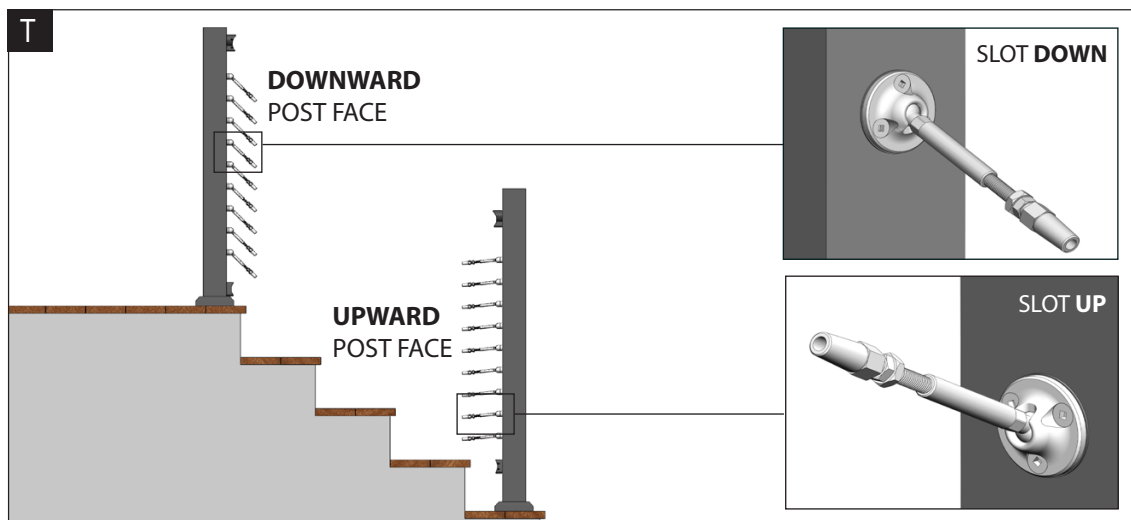 T
DOWNWARD
POST FACE
SLOT DOWN
UPWARD
POST FACE
SLOT UP